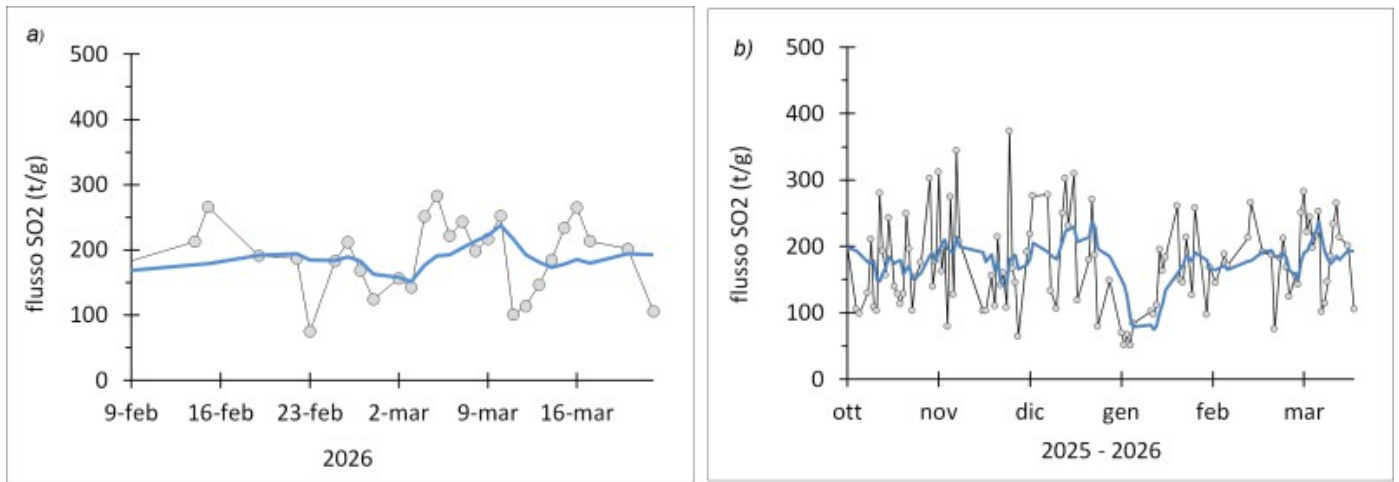 a)
flusso SO2 (t/g)
500
400
300
200
100
0
9-feb 16-feb 23-feb 2-mar 9-mar 16-mar
2026
b)
flusso SO2 (t/g)
500
400
300
200
100
0
ott nov dic gen feb mar
2025 - 2026